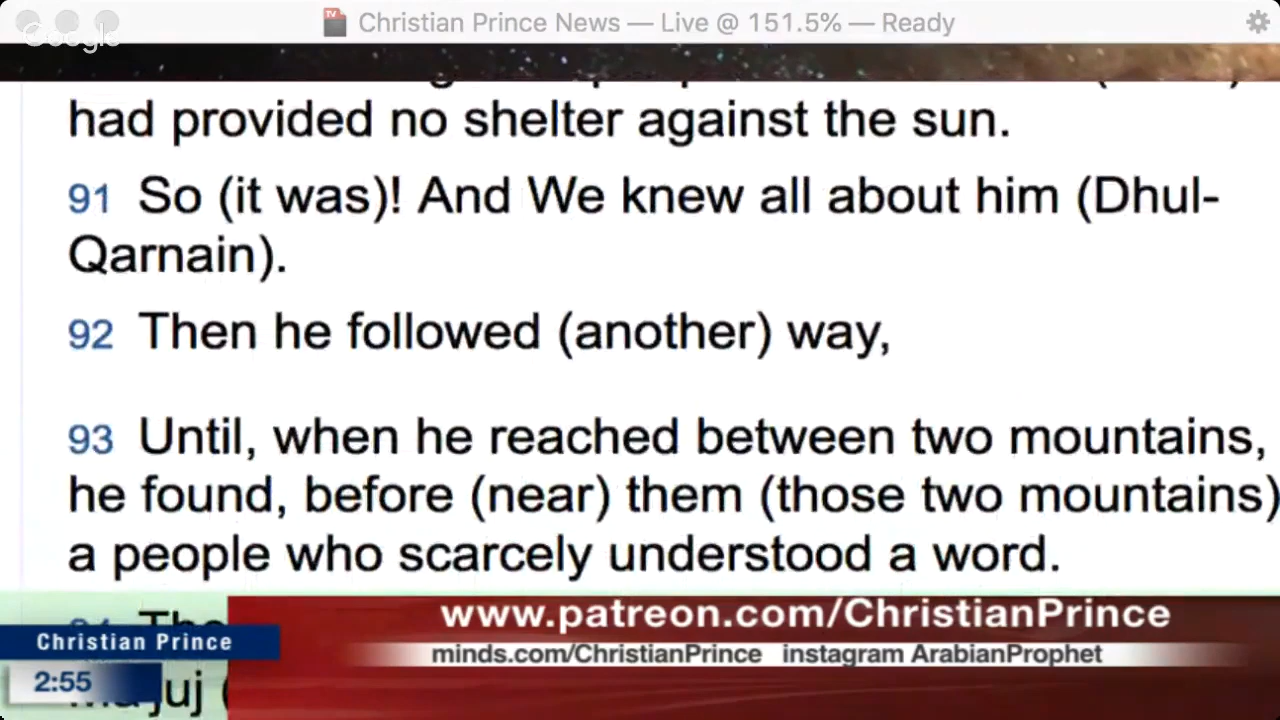 Christian Prince News — Live @ 151.5% — Ready
Google
had provided no shelter against the sun.
91 So (it was)! And We knew all about him (Dhul-
Qarnain).
92 Then he followed (another) way,
93 Until, when he reached between two mountains,
he found, before (near) them (those two mountains)
a people who scarcely understood a word.
www.patreon.com/ChristianPrince
Christian Prince
minds.com/ChristianPrince instagram ArabianProphet
2:55